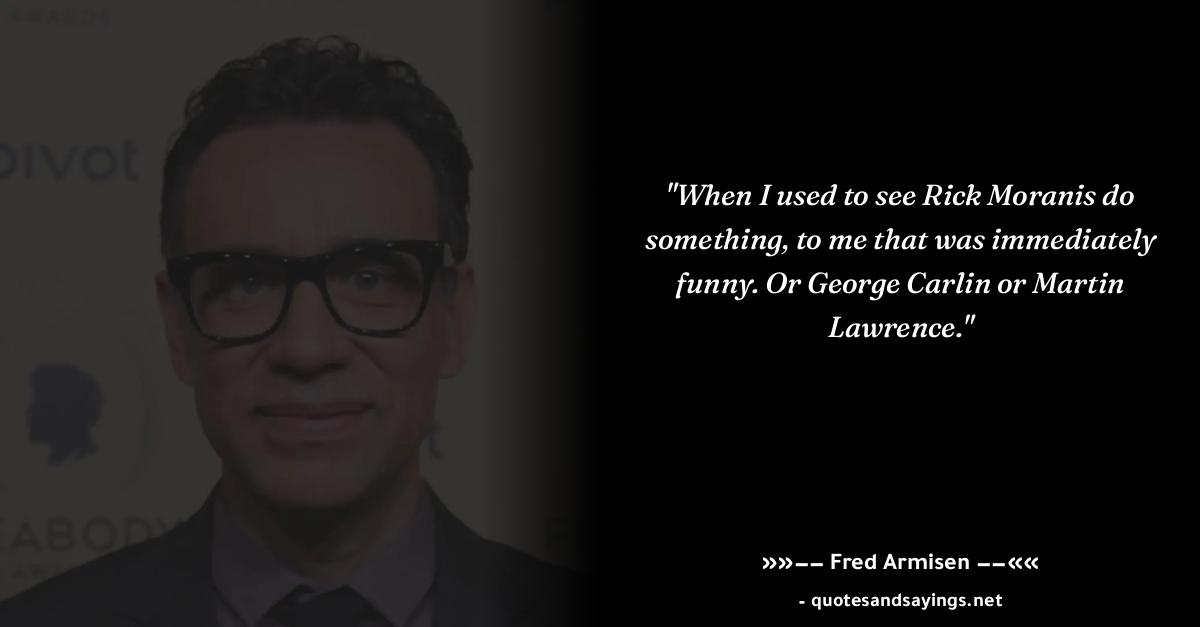 AWARDS
pivot
"When I used to see Rick Moranis do
something, to me that was immediately
funny. Or George Carlin or Martin
Lawrence."
t
EABODY
»»−− Fred Armisen −−««
- quotesandsayings.net